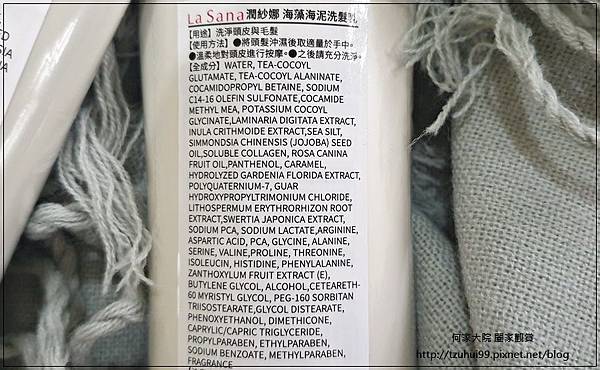 La Sana 潤紗娜 海藻海泥洗髮乳
【用途】洗淨頭皮與毛髮
【使用方法】●將頭髮沖濕後取適量於手中。
●溫柔地對頭皮進行按摩。●之後請充分洗淨。
【全成分】WATER, TEA-COCOYL
GLUTAMATE, TEA-COCOYL ALANINATE,
COCAMIDOPROPYL BETAINE, SODIUM
C14-16 OLEFIN SULFONATE,COCAMIDE
METHYL MEA, POTASSIUM COCOYL
GLYCINATE,LAMINARIA DIGITATA EXTRACT,
INULA CRITHMOIDE EXTRACT,SEA SILT,
SIMMONDSIA CHINENSIS (JOJOBA) SEED
OIL,SOLUBLE COLLAGEN, ROSA CANINA
FRUIT OIL,PANTHENOL, CARAMEL,
HYDROLYZED GARDENIA FLORIDA EXTRACT,
POLYQUATERNIUM-7, GUAR
HYDROXYPROPYLTRIMONIUM CHLORIDE,
LITHOSPERMUM ERYTHRORHIZON ROOT
EXTRACT,SWERTIA JAPONICA EXTRACT,
SODIUM PCA, SODIUM LACTATE,ARGININE,
ASPARTIC ACID, PCA, GLYCINE, ALANINE,
SERINE, VALINE,PROLINE, THREONINE,
ISOLEUCIN, HISTIDINE, PHENYLALANINE,
ZANTHOXYLUM FRUIT EXTRACT (E),
BUTYLENE GLYCOL, ALCOHOL,CETEARETH-
60 MYRISTYL GLYCOL, PEG-160 SORBITAN
TRIISOSTEARATE,GLYCOL DISTEARATE,
PHENOXYETHANOL, DIMETHICONE,
CAPRYLIC/CAPRIC TRIGLYCERIDE,
PROPYLPARABEN, ETHYLPARABEN,
SODIUM BENZOATE, METHYLPARABEN,
FRAGRANCE
何家大院 闔家觀賞
http://tzuhui99.pixnet.net/blog